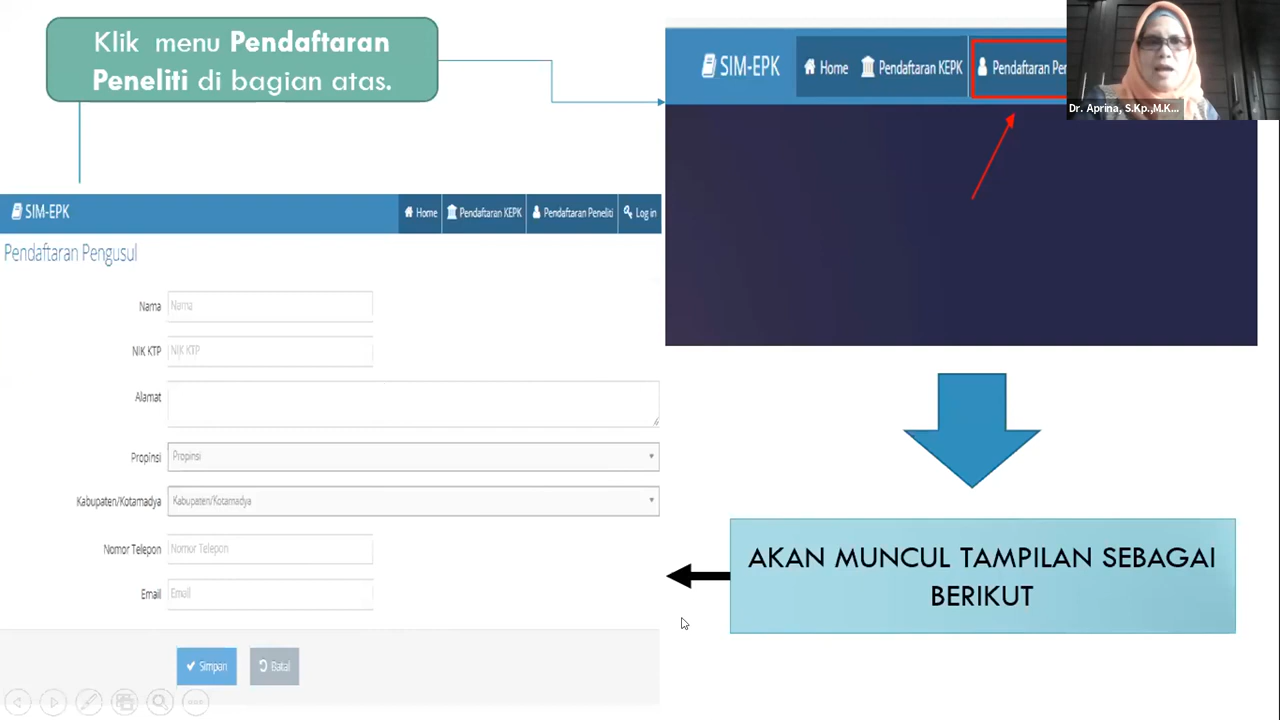 Klik menu Pendaftaran
Peneliti di bagian atas.
SIM-EPK
Home
Pendaftaran KEPK
Pendaftaran Pe
Dr. Aprina, S.Kp.,M.K...
SIM-EPK
Home
Pendaftaran KEPK
Pendaftaran Peneliti
Log in
Pendaftaran Pengusul
Nama
Nama
NIK KTP
NIK KTP
Alamat
Propinsi
Propinsi
Kabupaten/Kotamadya
Kabupaten/Kotamadya
Nomor Telepon
Nomor Telepon
Email
Email
Simpan
Batal
AKAN MUNCUL TAMPILAN SEBAGAI
BERIKUT